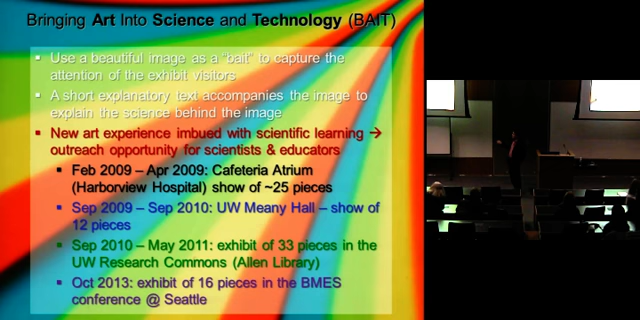 Bringing Art Into Science and Technology (BAIT)
Use a beautiful image as a "bait" to capture the
attention of the exhibit visitors
A short explanatory text accompanies the image to
explain the science behind the image
New art experience imbued with scientific learning →
outreach opportunity for scientists & educators
Feb 2009 – Apr 2009: Cafeteria Atrium
(Harborview Hospital) show of ~25 pieces
Sep 2009 – Sep 2010: UW Meany Hall – show of
12 pieces
Sep 2010 – May 2011: exhibit of 33 pieces in the
UW Research Commons (Allen Library)
Oct 2013: exhibit of 16 pieces in the BMES
conference @ Seattle